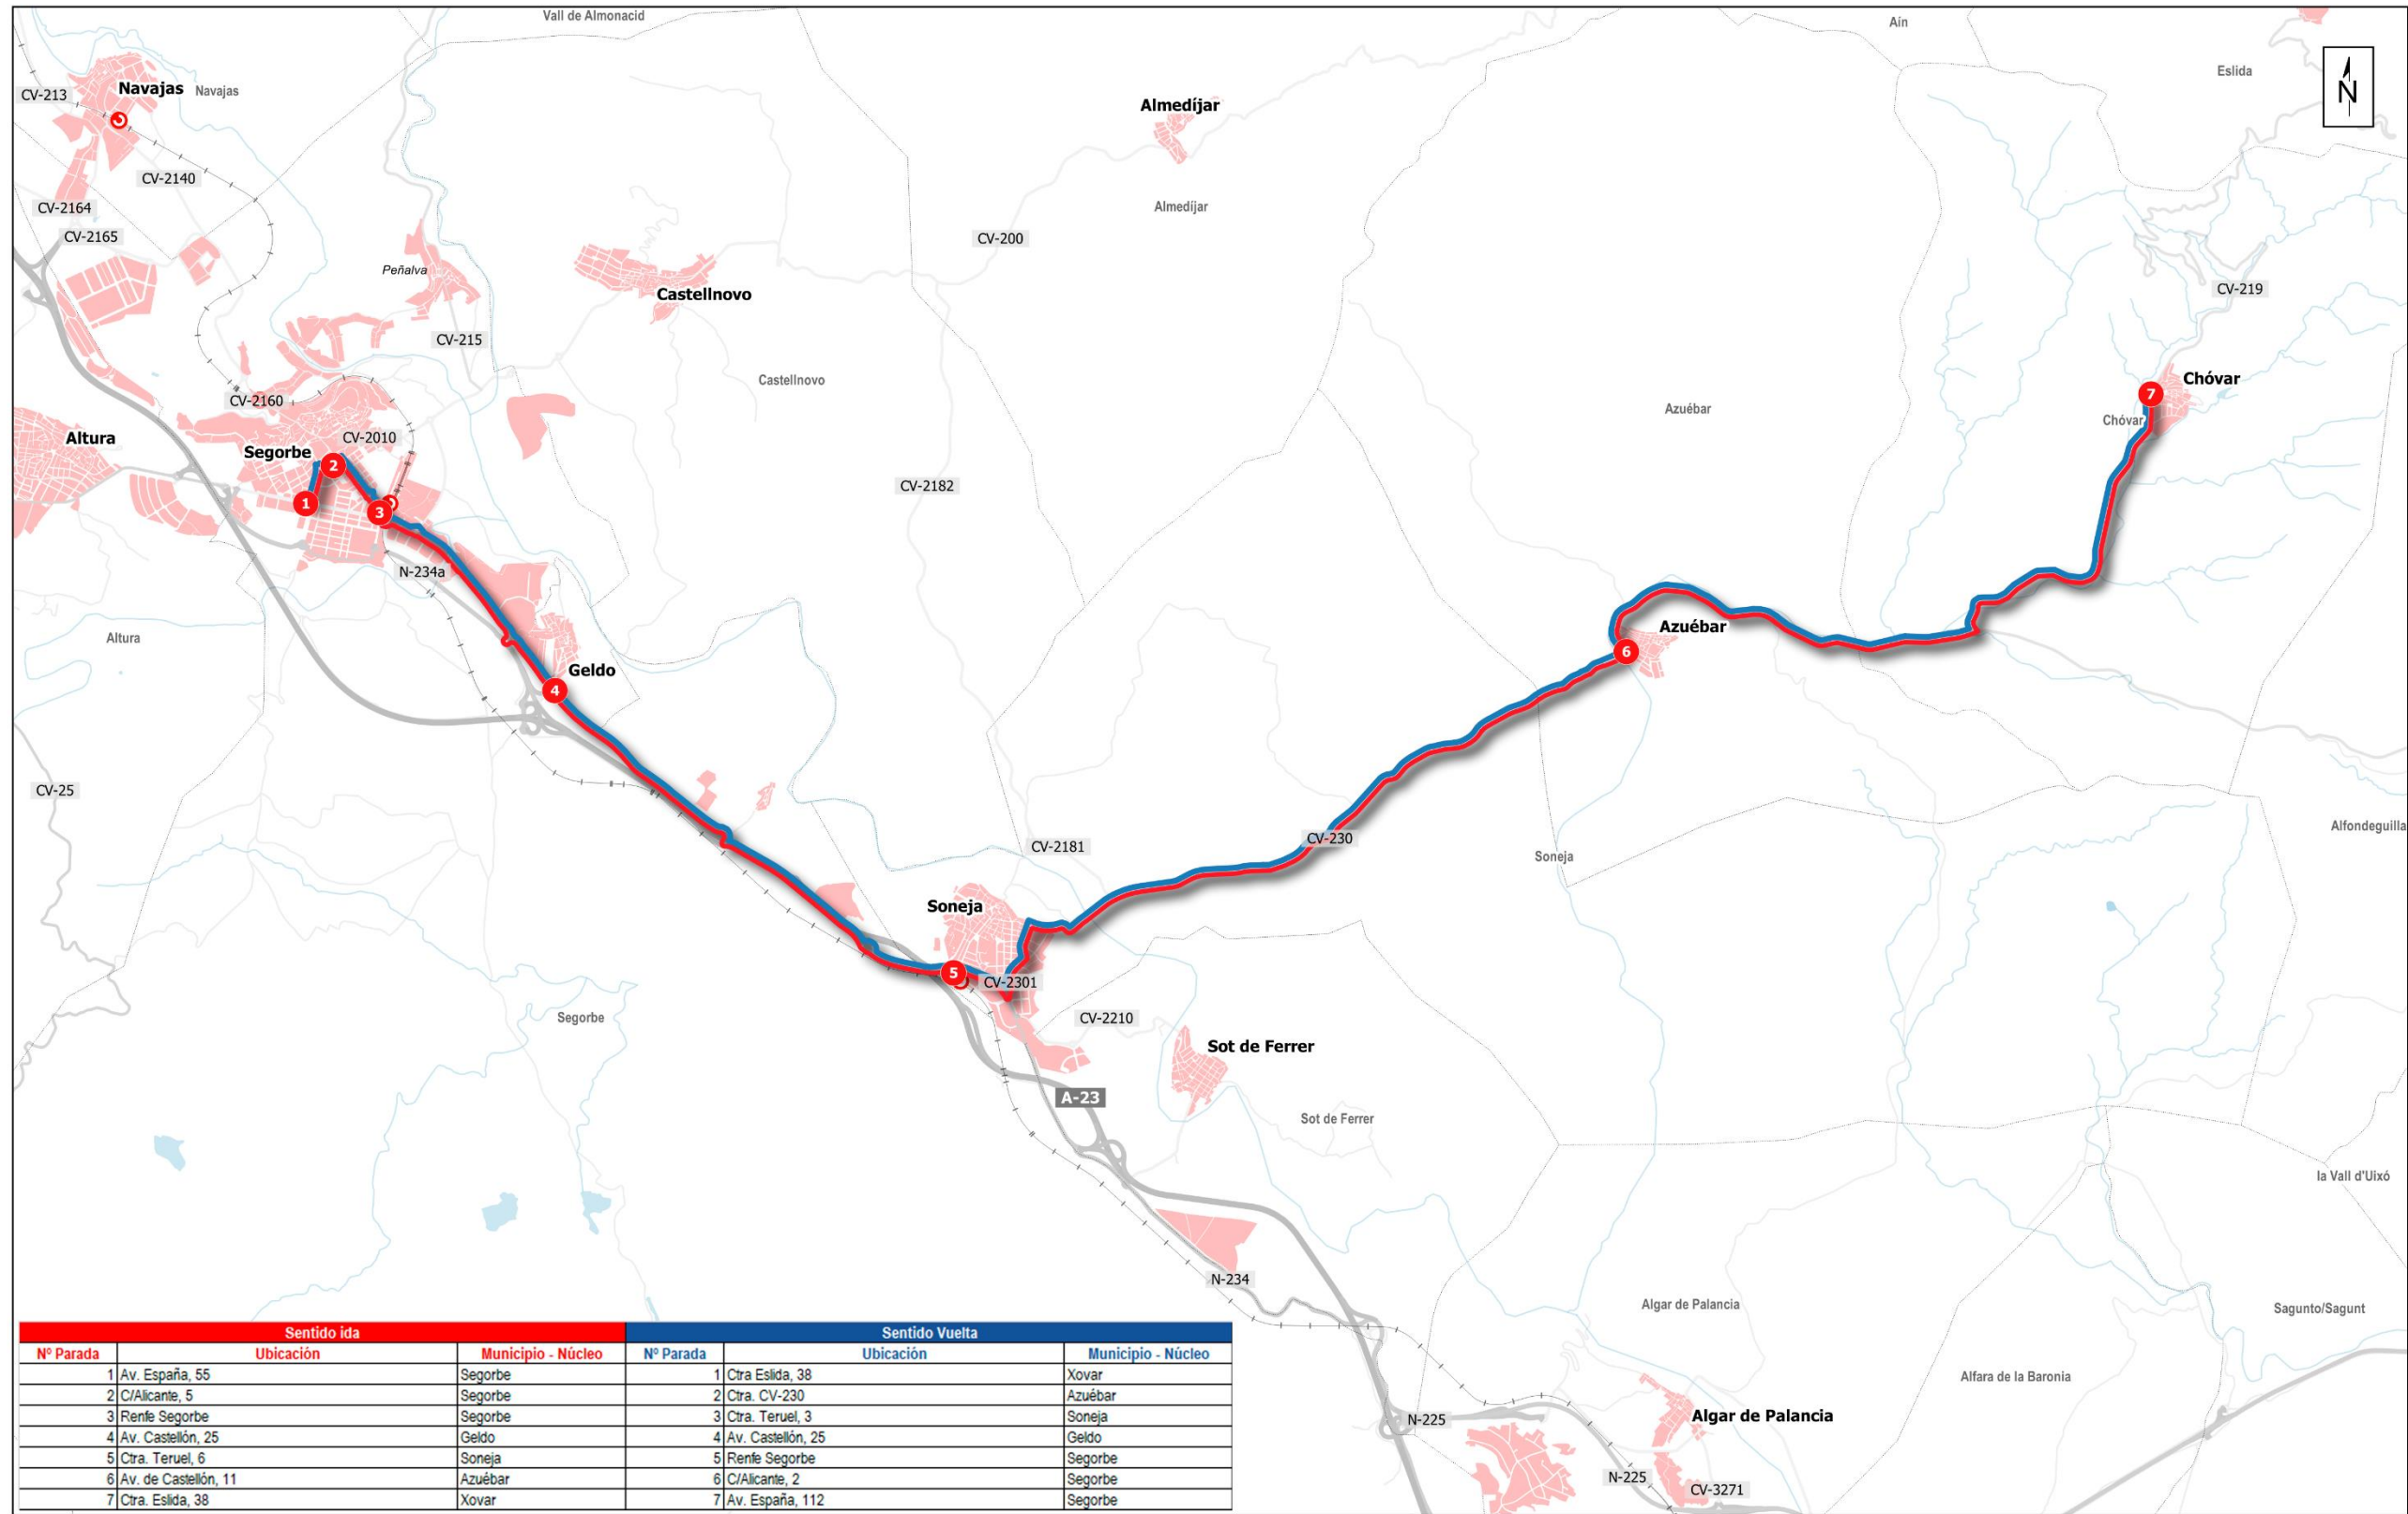 Vall de Almonacid
Aín
Eslida
N
Navajas
Navajas
CV-213
Almedíjar
CV-2140
CV-2164
Almedíjar
CV-2165
CV-200
Peñalva
Castellnovo
CV-219
CV-215
Castellnovo
Chóvar
7
CV-2160
Azuébar
Chóvar
Altura
CV-2010
Segorbe
2
CV-2182
1
3
N-234a
Altura
Azuébar
6
Geldo
4
CV-25
Alfondeguilla
CV-230
CV-2181
Soneja
Soneja
5
CV-2301
Segorbe
CV-2210
Sot de Ferrer
A-23
Sot de Ferrer
la Vall d'Uixó
N-234
Algar de Palancia
Sagunto/Sagunt
Alfara de la Baronia
N-225
Algar de Palancia
N-225
CV-3271
Sentido ida Sentido Vuelta
Nº Parada Ubicación Municipio - Núcleo Nº Parada Ubicación Municipio - Núcleo
1 Av. España, 55 Segorbe 1 Ctra Eslida, 38 Xovar
2 C/Alicante, 5 Segorbe 2 Ctra. CV-230 Azuébar
3 Renfe Segorbe Segorbe 3 Ctra. Teruel, 3 Soneja
4 Av. Castellón, 25 Geldo 4 Av. Castellón, 25 Geldo
5 Ctra. Teruel, 6 Soneja 5 Renfe Segorbe Segorbe
6 Av. de Castellón, 11 Azuébar 6 C/Alicante, 2 Segorbe
7 Ctra. Eslida, 38 Xovar 7 Av. España, 112 Segorbe